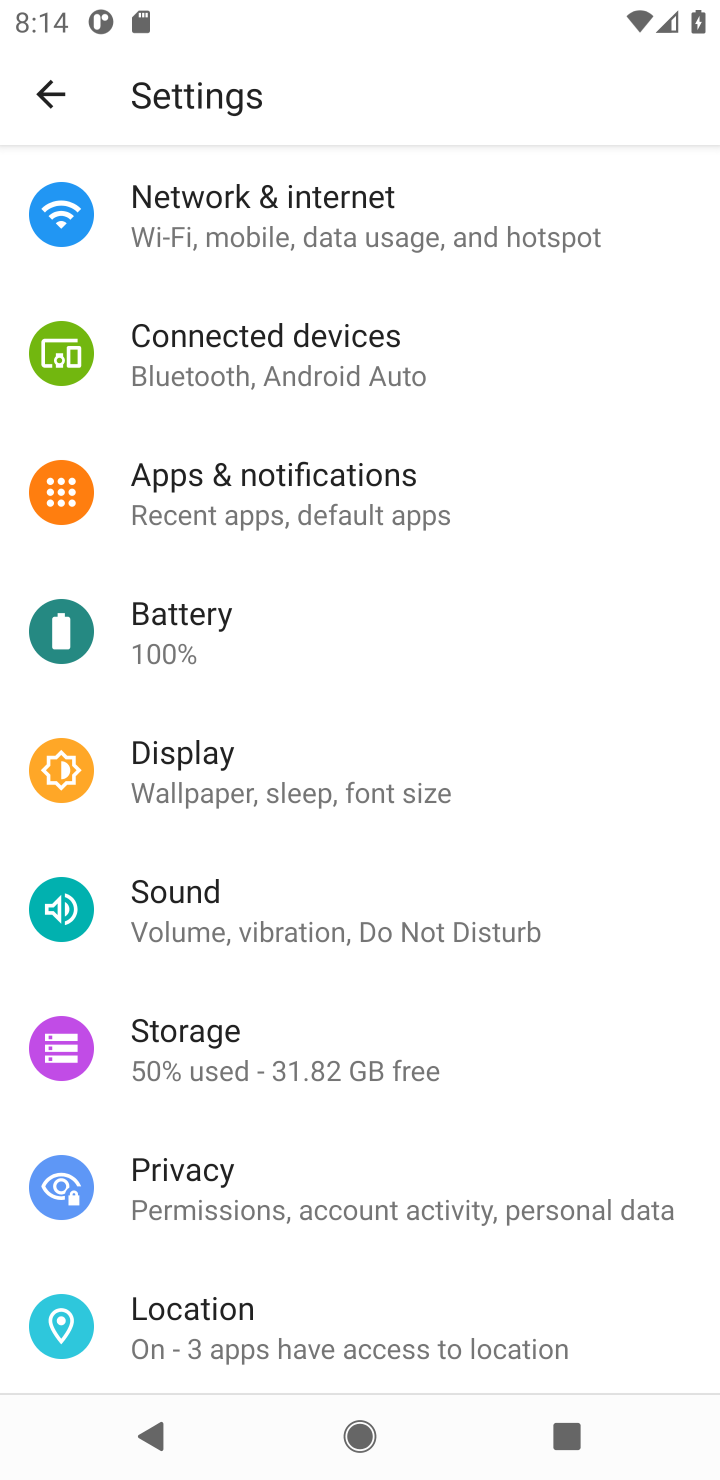 8:14
Settings
Network & internet
Wi-Fi, mobile, data usage, and hotspot
Connected devices
Bluetooth, Android Auto
Apps & notifications
Recent apps, default apps
Battery
100%
Display
Wallpaper, sleep, font size
Sound
Volume, vibration, Do Not Disturb
Storage
50% used - 31.82 GB free
Privacy
Permissions, account activity, personal data
Location
On - 3 apps have access to location